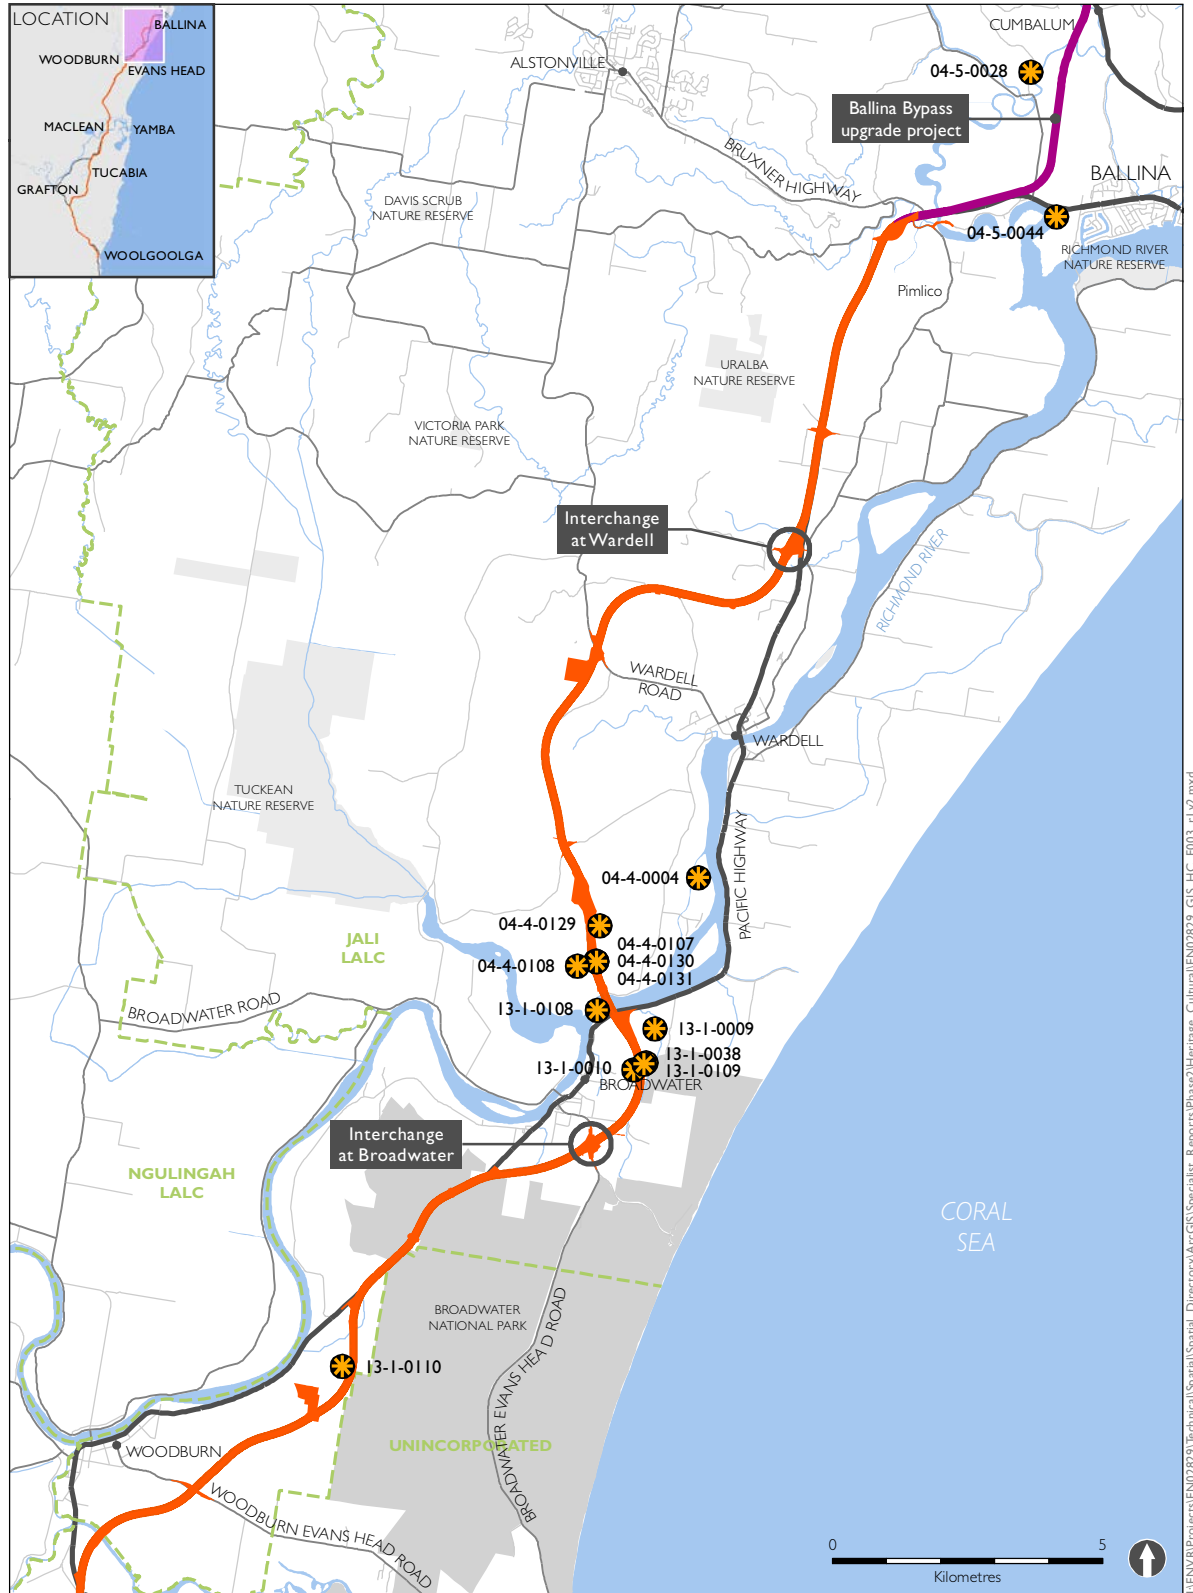 LOCATION
BALLINA
WOODBURN
EVANS HEAD
MACLEAN
YAMBA
TUCABIA
GRAFTON
WOOLGOOLGA
CUMBALUM
ALSTONVILLE
04-5-0028
Ballina Bypass
upgrade project
BRUXNER HIGHWAY
BALLINA
DAVIS SCRUB
NATURE RESERVE
04-5-0044
RICHMOND RIVER
NATURE RESERVE
Pimlico
URALBA
NATURE RESERVE
VICTORIA PARK
NATURE RESERVE
Interchange
at Wardell
RICHMOND RIVER
WARDELL
ROAD
WARDELL
TUCKEAN
NATURE RESERVE
PACIFIC HIGHWAY
04-4-0004
04-4-0129
JALI
LALC
04-4-0107
04-4-0130
04-4-0131
04-4-0108
BROADWATER ROAD
13-1-0108
13-1-0009
13-1-0038
13-1-0109
13-1-0010
BROADWATER
Interchange
at Broadwater
NGULINGAH
LALC
CORAL
SEA
BROADWATER
NATIONAL PARK
BROADWATER EVANS HEAD ROAD
13-1-0110
UNINCORPORATED
WOODBURN
WOODBURN EVANS HEAD ROAD
0 5
Kilometres